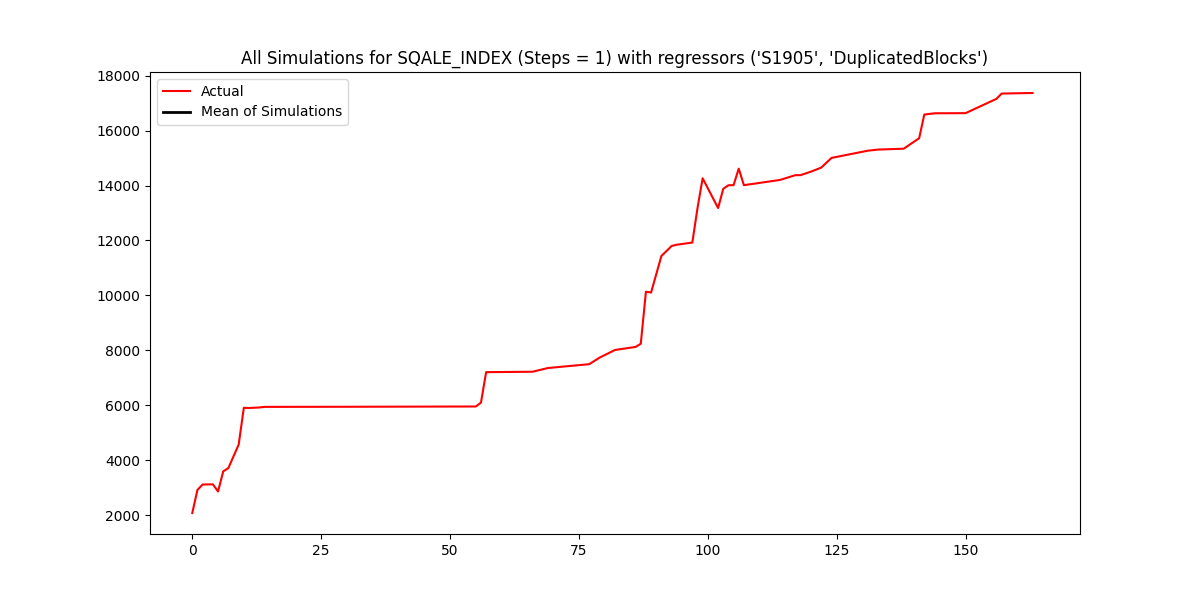 All Simulations for SQALE_INDEX (Steps = 1) with regressors ('S1905', 'DuplicatedBlocks')
Actual
Mean of Simulations
18000
16000
14000
12000
10000
8000
6000
4000
2000
0 25 50 75 100 125 150